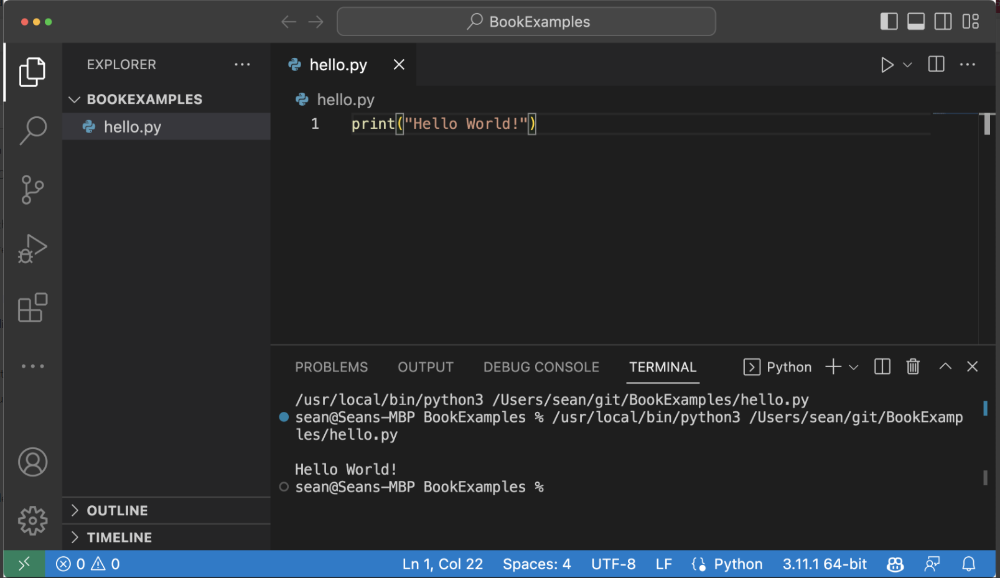 BookExamples
EXPLORER
BOOKEXAMPLES
hello.py
hello.py
hello.py
1 print("Hello World!")
PROBLEMS OUTPUT DEBUG CONSOLE TERMINAL Python
/usr/local/bin/python3 /Users/sean/git/BookExamples/hello.py
sean@Seans-MBP BookExamples % /usr/local/bin/python3 /Users/sean/git/BookExamp
les/hello.py
Hello World!
sean@Seans-MBP BookExamples %
OUTLINE
TIMELINE
0 0 Ln 1, Col 22 Spaces: 4 UTF-8 LF Python 3.11.1 64-bit